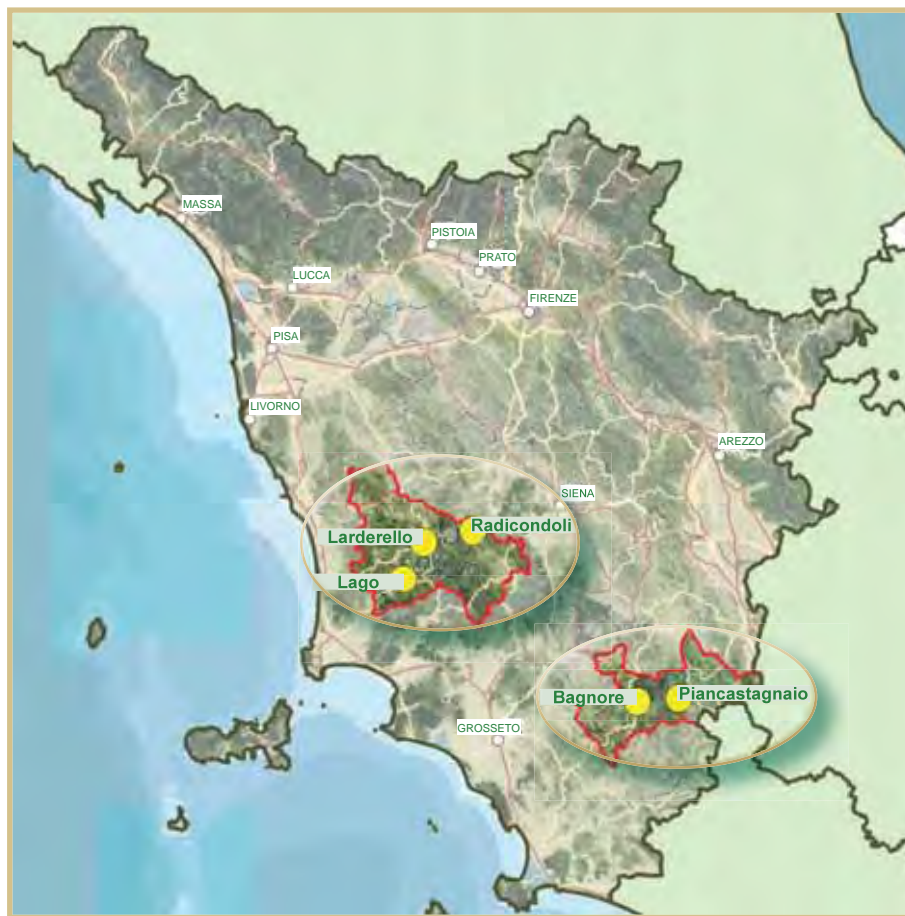 MASSA
PISTOIA
PRATO
LUCCA
FIRENZE
PISA
LIVORNO
AREZZO
SIENA
Radicondoli
Larderello
Lago
Bagnore
Piancastagnaio
GROSSETO